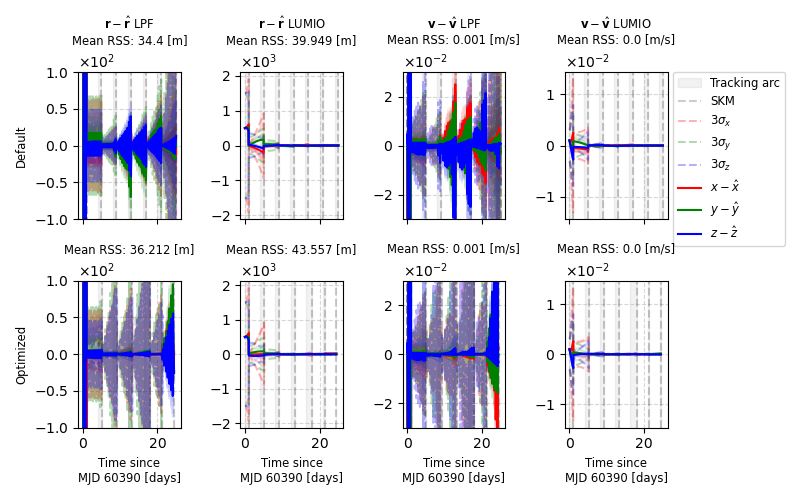 r − r̂ LPF
Mean RSS: 34.4 [m]
r − r̂ LUMIO
Mean RSS: 39.949 [m]
v − v̂ LPF
Mean RSS: 0.001 [m/s]
v − v̂ LUMIO
Mean RSS: 0.0 [m/s]
×10²
×10³
×10⁻²
×10⁻²
Default
1.0
0.5
0.0
−0.5
−1.0
2
1
0
−1
−2
2
0
−2
1
0
−1
Tracking arc
SKM
3σₓ
3σᵧ
3σ_z
x − x̂
y − ŷ
z − ẑ
Mean RSS: 36.212 [m]
Mean RSS: 43.557 [m]
Mean RSS: 0.001 [m/s]
Mean RSS: 0.0 [m/s]
×10²
×10³
×10⁻²
×10⁻²
Optimized
1.0
0.5
0.0
−0.5
−1.0
2
1
0
−1
−2
2
0
−2
1
0
−1
0 20
0 20
0 20
0 20
Time since
MJD 60390 [days]
Time since
MJD 60390 [days]
Time since
MJD 60390 [days]
Time since
MJD 60390 [days]